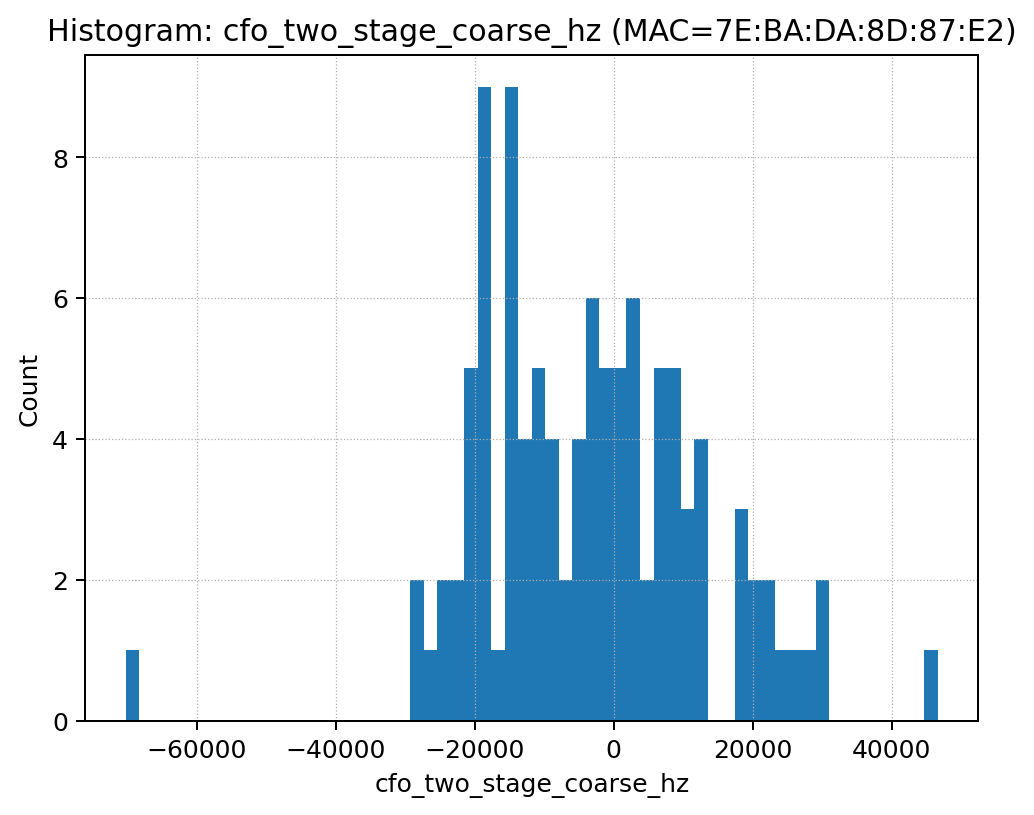 Histogram: cfo_two_stage_coarse_hz (MAC=7E:BA:DA:8D:87:E2)
Count
8
6
4
2
0
−60000 −40000 −20000 0 20000 40000
cfo_two_stage_coarse_hz